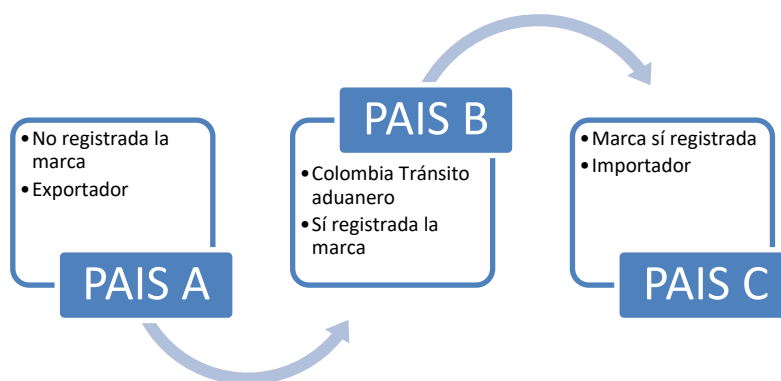 • No registrada la
marca
• Exportador
PAIS A
PAIS B
• Colombia Tránsito
aduanero
• Sí registrada la
marca
• Marca sí registrada
• Importador
PAIS C